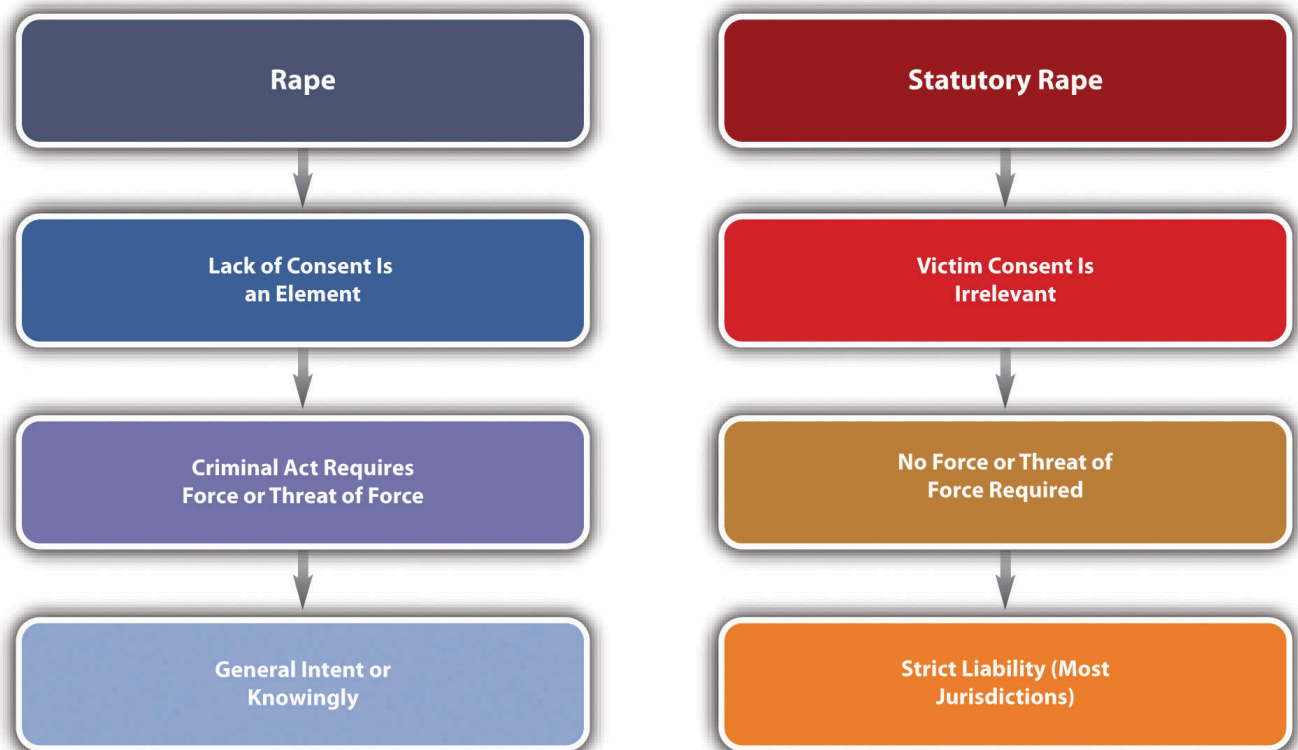 Rape
Lack of Consent Is
an Element
Criminal Act Requires
Force or Threat of Force
General Intent or
Knowingly
Statutory Rape
Victim Consent Is
Irrelevant
No Force or Threat of
Force Required
Strict Liability (Most
Jurisdictions)